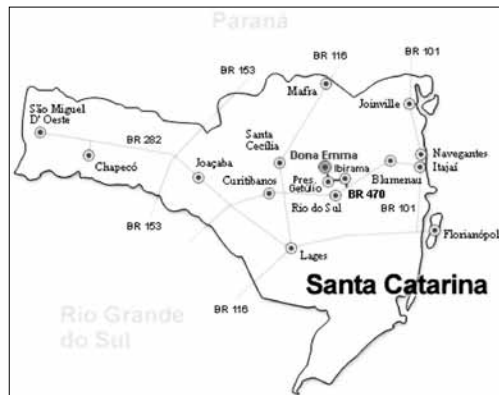 Paraná
BR 116
BR 101
BR 153
Mafra
Joinville
São Miguel
D' Oeste
BR 282
Santa
Cecília
Dona Emma
Navegantes
Chapecó
Joaçaba
Ibirama
Itajaí
Curitibanos
Pres.
Getúlio
Blumenau
Rio do Sul
BR 470
BR 153
BR 101
Florianópol
Lages
Santa Catarina
BR 116
Rio Grande
do Sul